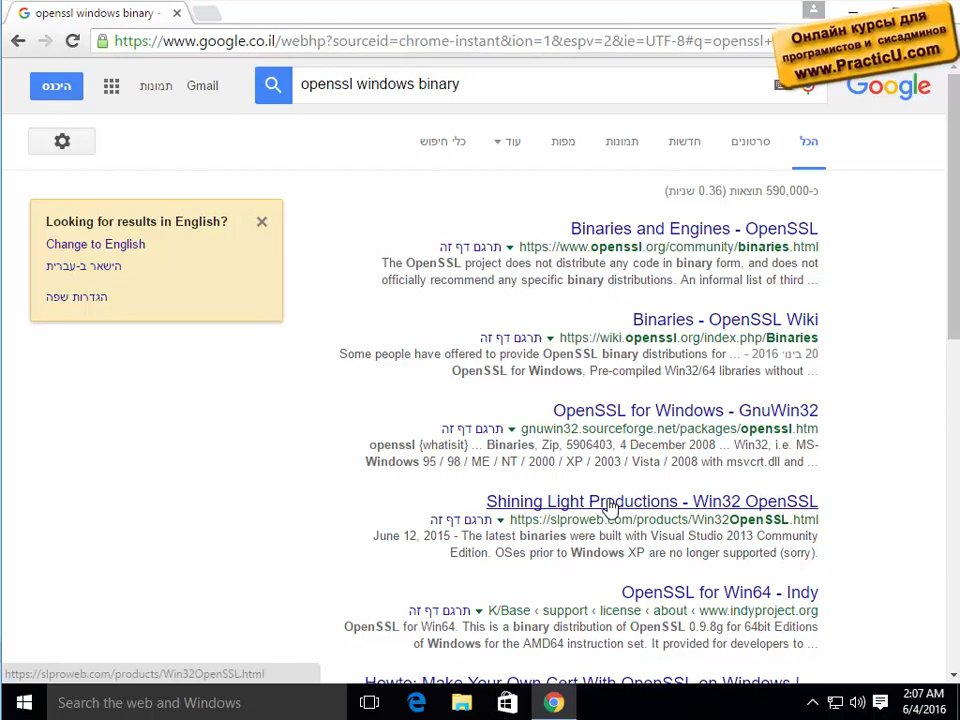 openssl windows binary -
https://www.google.co.il/webhp?sourceid=chrome-instant&ion=1&espv=2&ie=UTF-8#q=openssl+
Онлайн курсы для
програмистов и сисадминов
www.PracticU.com
היכנס
תמונות
Gmail
openssl windows binary
Google
הכל
סרטונים
חדשות
תמונות
מפות
עוד
כלי חיפוש
כ-590,000 תוצאות (0.36 שניות)
Looking for results in English?
Change to English
הישאר ב-עברית
הגדרות שפה
Binaries and Engines - OpenSSL
https://www.openssl.org/community/binaries.html תרגם דף זה
The OpenSSL project does not distribute any code in binary form, and does not
officially recommend any specific binary distributions. An informal list of third ...
Binaries - OpenSSL Wiki
https://wiki.openssl.org/index.php/Binaries תרגם דף זה
20 בינו׳ 2016 - Some people have offered to provide OpenSSL binary distributions for ...
OpenSSL for Windows, Pre-compiled Win32/64 libraries without ...
OpenSSL for Windows - GnuWin32
gnuwin32.sourceforge.net/packages/openssl.htm תרגם דף זה
openssl {whatisit} ... Binaries, Zip, 5906403, 4 December 2008 ... Win32, i.e. MS-
Windows 95 / 98 / ME / NT / 2000 / XP / 2003 / Vista / 2008 with msvcrt.dll and ...
Shining Light Productions - Win32 OpenSSL
https://slproweb.com/products/Win32OpenSSL.html תרגם דף זה
June 12, 2015 - The latest binaries were built with Visual Studio 2013 Community
Edition. OSes prior to Windows XP are no longer supported (sorry).
OpenSSL for Win64 - Indy
K/Base › support › license › about › www.indyproject.org תרגם דף זה
OpenSSL for Win64. This is a binary distribution of OpenSSL 0.9.8g for 64bit Editions
of Windows for the AMD64 instruction set. It provided for developers to ...
Howto: Make Your Own Cert With OpenSSL on Windows |
https://slproweb.com/products/Win32OpenSSL.html
Search the web and Windows
2:07 AM
6/4/2016